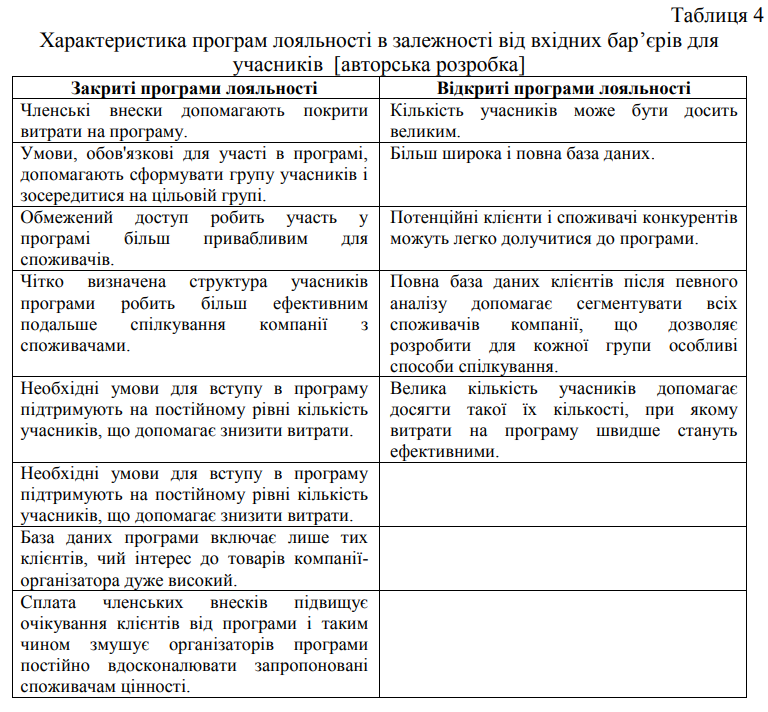 Таблиця 4
Характеристика програм лояльності в залежності від вхідних бар’єрів для
учасників [авторська розробка]
Закриті програми лояльності
Відкриті програми лояльності
Членські внески допомагають покрити
витрати на програму.
Кількість учасників може бути досить
великим.
Умови, обов'язкові для участі в програмі,
допомагають сформувати групу учасників і
зосередитися на цільовій групі.
Більш широка і повна база даних.
Обмежений доступ робить участь у
програмі більш привабливим для
споживачів.
Потенційні клієнти і споживачі конкурентів
можуть легко долучитися до програми.
Чітко визначена структура учасників
програми робить більш ефективним
подальше спілкування компанії з
споживачами.
Повна база даних клієнтів після певного
аналізу допомагає сегментувати всіх
споживачів компанії, що дозволяє
розробити для кожної групи особливі
способи спілкування.
Необхідні умови для вступу в програму
підтримують на постійному рівні кількість
учасників, що допомагає знизити витрати.
Велика кількість учасників допомагає
досягти такої їх кількості, при якому
витрати на програму швидше стануть
ефективними.
Необхідні умови для вступу в програму
підтримують на постійному рівні кількість
учасників, що допомагає знизити витрати.
База даних програми включає лише тих
клієнтів, чий інтерес до товарів компанії-
організатора дуже високий.
Сплата членських внесків підвищує
очікування клієнтів від програми і таким
чином змушує організаторів програми
постійно вдосконалювати запропоновані
споживачам цінності.